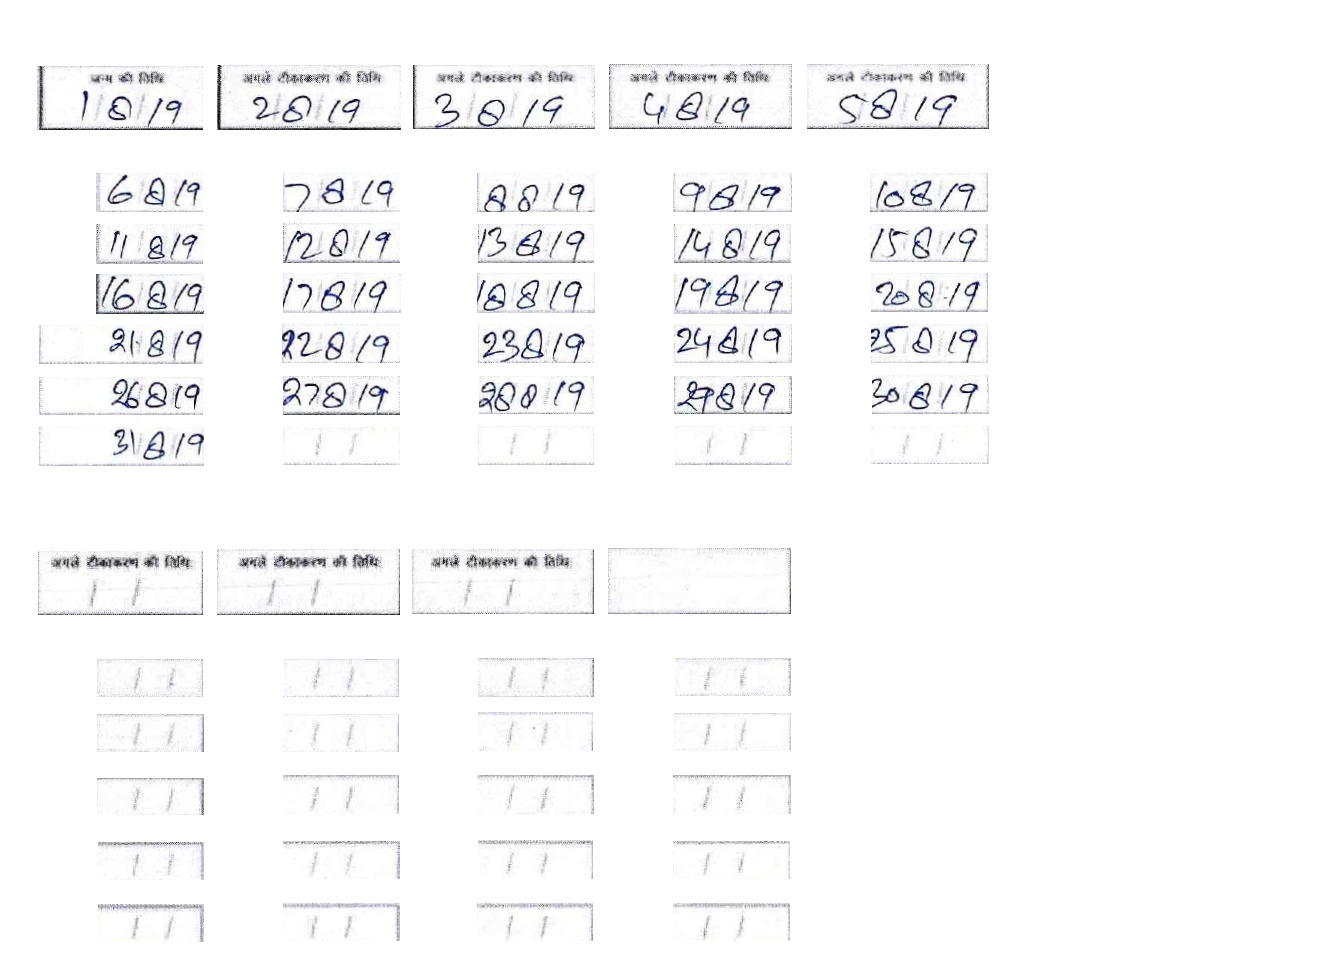 जन्म की तिथि अगले टीकाकरण की तिथि अगले टीकाकरण की तिथि अगले टीकाकरण की तिथि अगले टीकाकरण की तिथि
1/8/19 2/8/19 3/8/19 4/8/19 5/8/19
6/8/19 7/8/19 8/8/19 9/8/19 10/8/19
11/8/19 12/8/19 13/8/19 14/8/19 15/8/19
16/8/19 17/8/19 18/8/19 19/8/19 20/8/19
21/8/19 22/8/19 23/8/19 24/8/19 25/8/19
26/8/19 27/8/19 28/8/19 29/8/19 30/8/19
31/8/19 / / / / / / / /
अगले टीकाकरण की तिथि अगले टीकाकरण की तिथि अगले टीकाकरण की तिथि
/ / / / / /
/ / / / / / / /
/ / / / / / / /
/ / / / / / / /
/ / / / / / / /
/ / / / / / / /